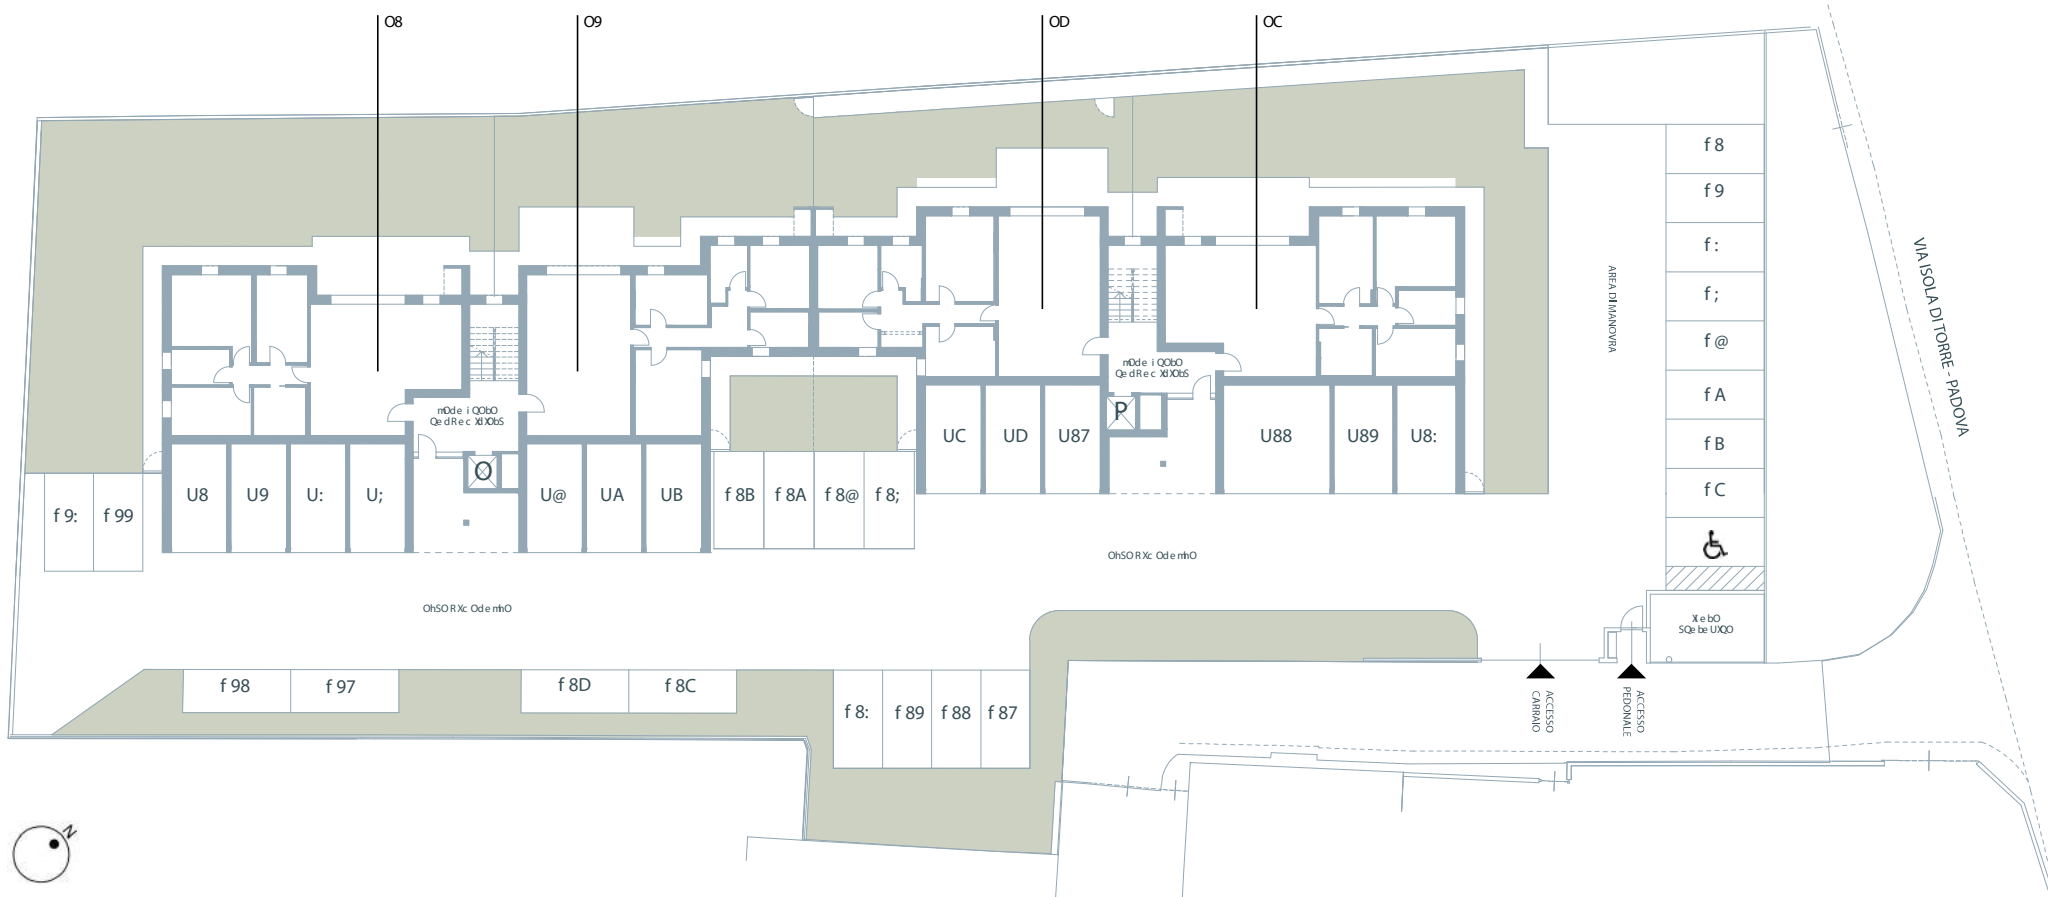 O8
O9
OD
OC
f 8
f 9
f :
f ;
f @
f A
f B
f C
AREA DI MANOVRA
VIA ISOLA DI TORRE - PADOVA
P
O
UC
UD
U87
U88
U89
U8:
U8
U9
U:
U;
U@
UA
UB
f 8B
f 8A
f 8@
f 8;
f 9:
f 99
f 98
f 97
f 8D
f 8C
f 8:
f 89
f 88
f 87
ACCESSO
CARRAIO
ACCESSO
PEDONALE
N